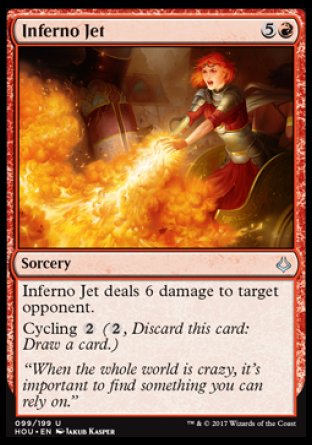 Inferno Jet 5
Sorcery
Inferno Jet deals 6 damage to target
opponent.
Cycling 2 (2, Discard this card:
Draw a card.)
"When the whole world is crazy, it's
important to find something you can
rely on."
099/199 U
HOU • EN Jakub Kasper ™ & © 2017 Wizards of the Coast